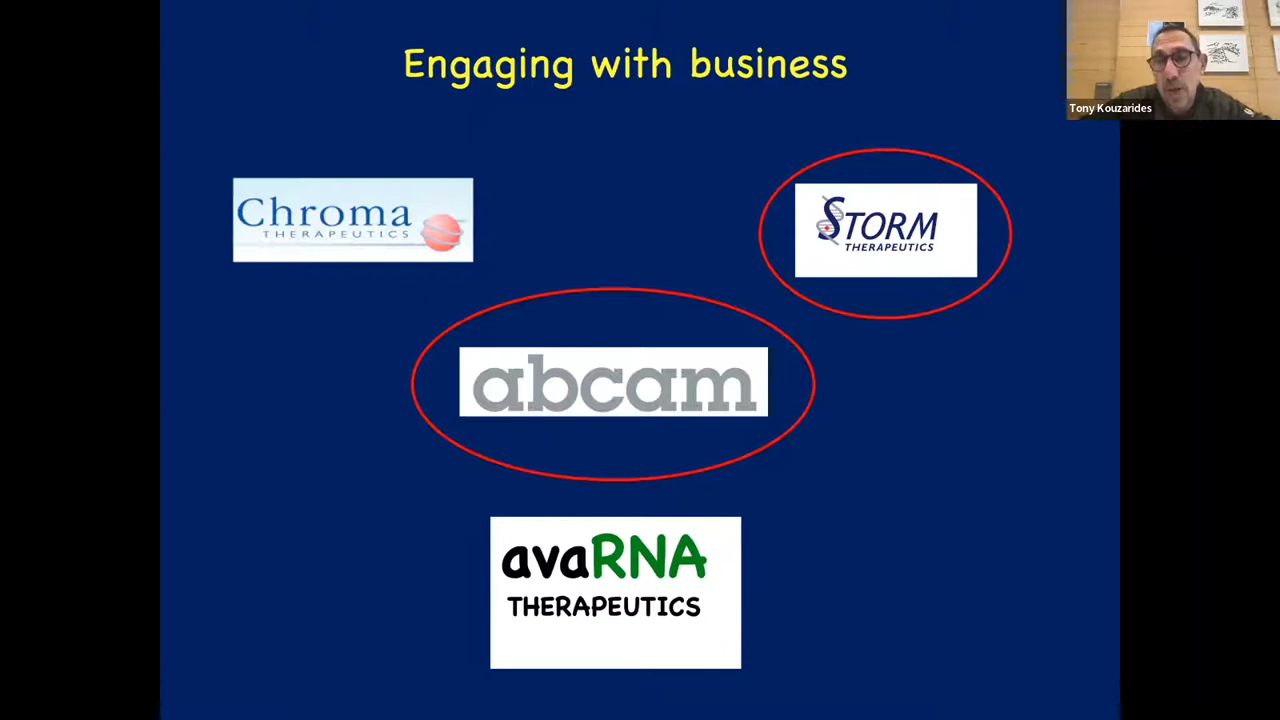 Engaging with business
Tony Kouzarides
Chroma
THERAPEUTICS
STORM
THERAPEUTICS
abcam
avaRNA
THERAPEUTICS